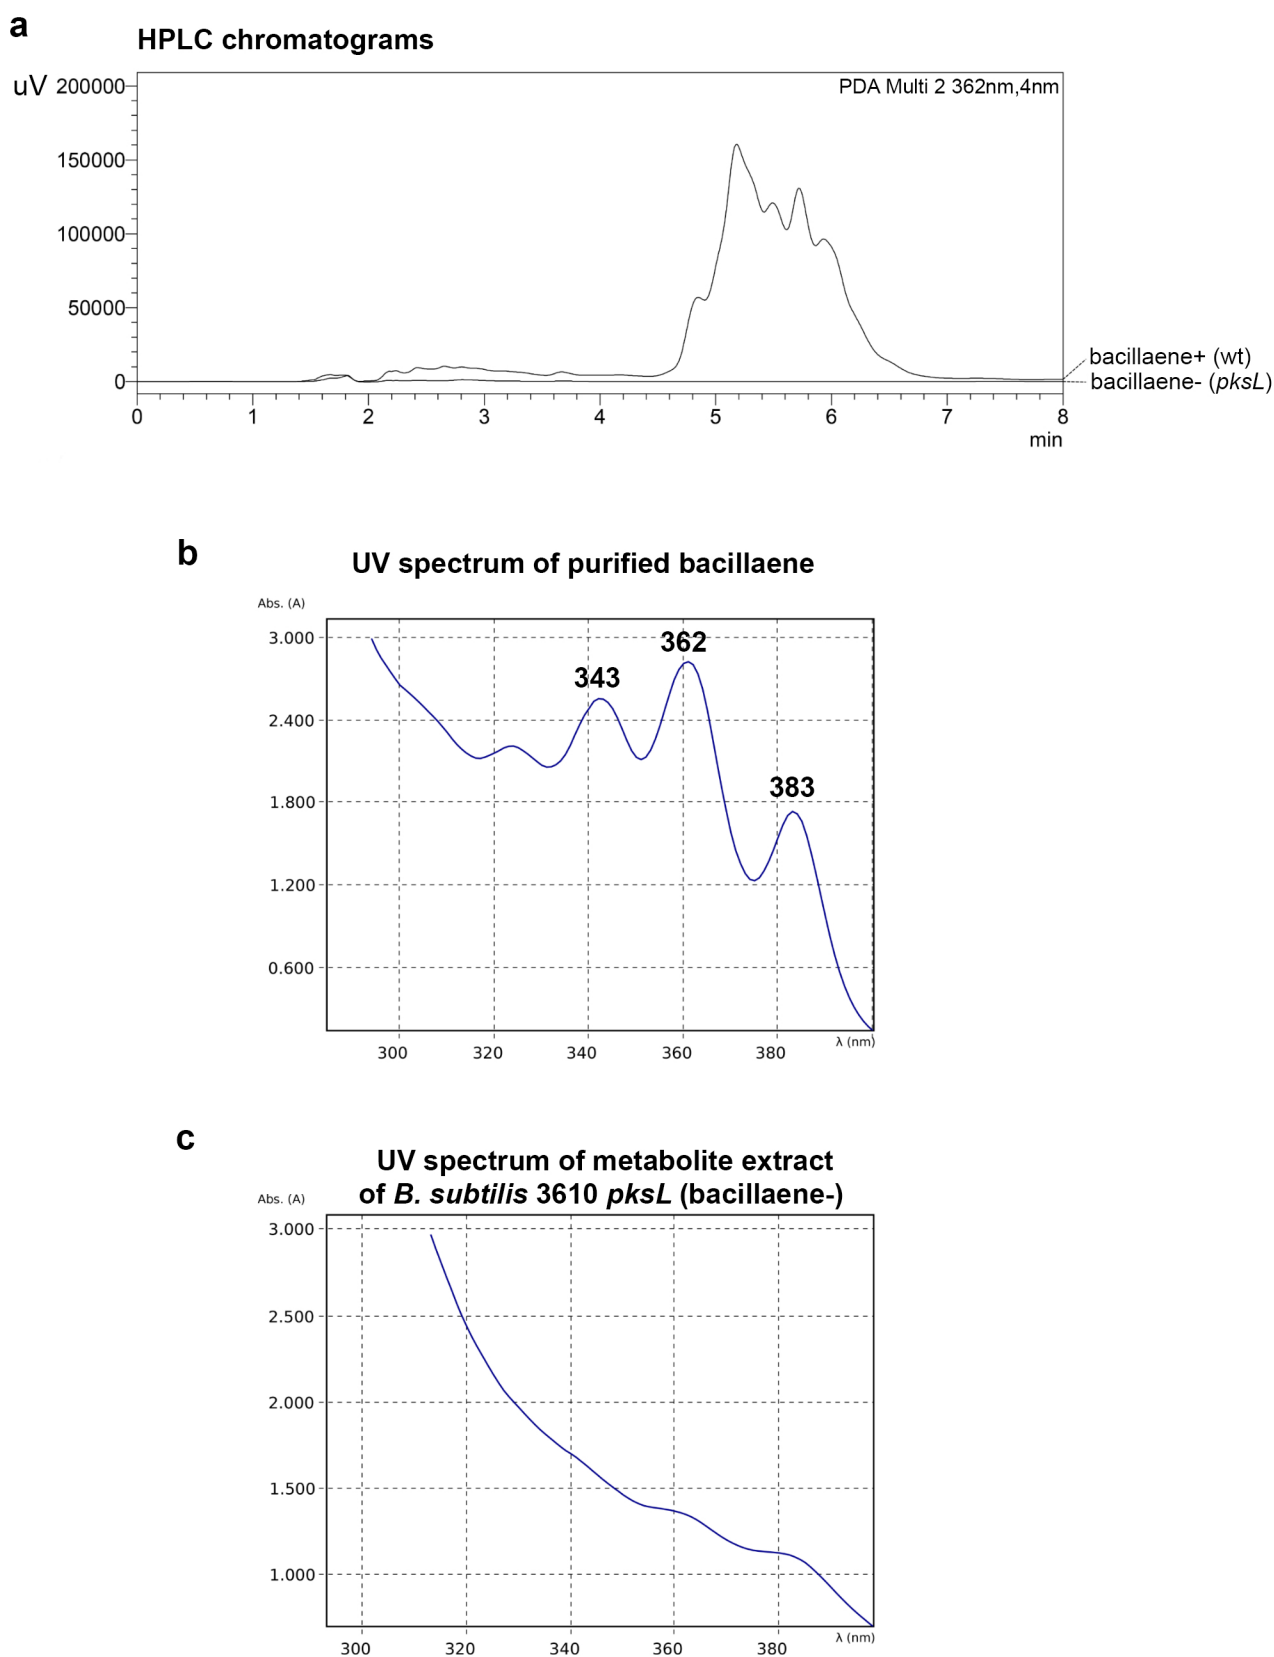 a
HPLC chromatograms
uV
PDA Multi 2 362nm,4nm
200000
150000
100000
50000
0
bacillaene+ (wt)
bacillaene- (pksL)
0 1 2 3 4 5 6 7 8
min
b
UV spectrum of purified bacillaene
Abs. (A)
3.000
2.400
1.800
1.200
0.600
343
362
383
300 320 340 360 380
λ (nm)
c
UV spectrum of metabolite extract
of B. subtilis 3610 pksL (bacillaene-)
Abs. (A)
3.000
2.500
2.000
1.500
1.000
300 320 340 360 380
λ (nm)